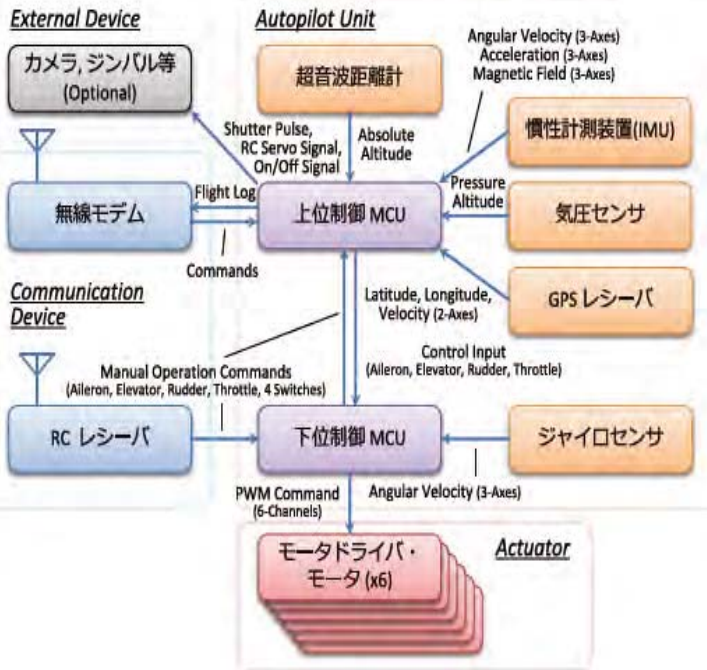 External Device
Autopilot Unit
カメラ, ジンバル等
(Optional)
超音波距離計
Angular Velocity (3-Axes)
Acceleration (3-Axes)
Magnetic Field (3-Axes)
慣性計測装置(IMU)
Shutter Pulse,
RC Servo Signal,
On/Off Signal
Absolute
Altitude
無線モデム
Flight Log
Commands
上位制御 MCU
Pressure
Altitude
気圧センサ
Communication
Device
Latitude, Longitude,
Velocity (2-Axes)
GPS レシーバ
Manual Operation Commands
(Aileron, Elevator, Rudder, Throttle, 4 Switches)
Control Input
(Aileron, Elevator, Rudder, Throttle)
RC レシーバ
下位制御 MCU
ジャイロセンサ
PWM Command
(6-Channels)
Angular Velocity (3-Axes)
モータドライバ・
モータ (x6)
Actuator